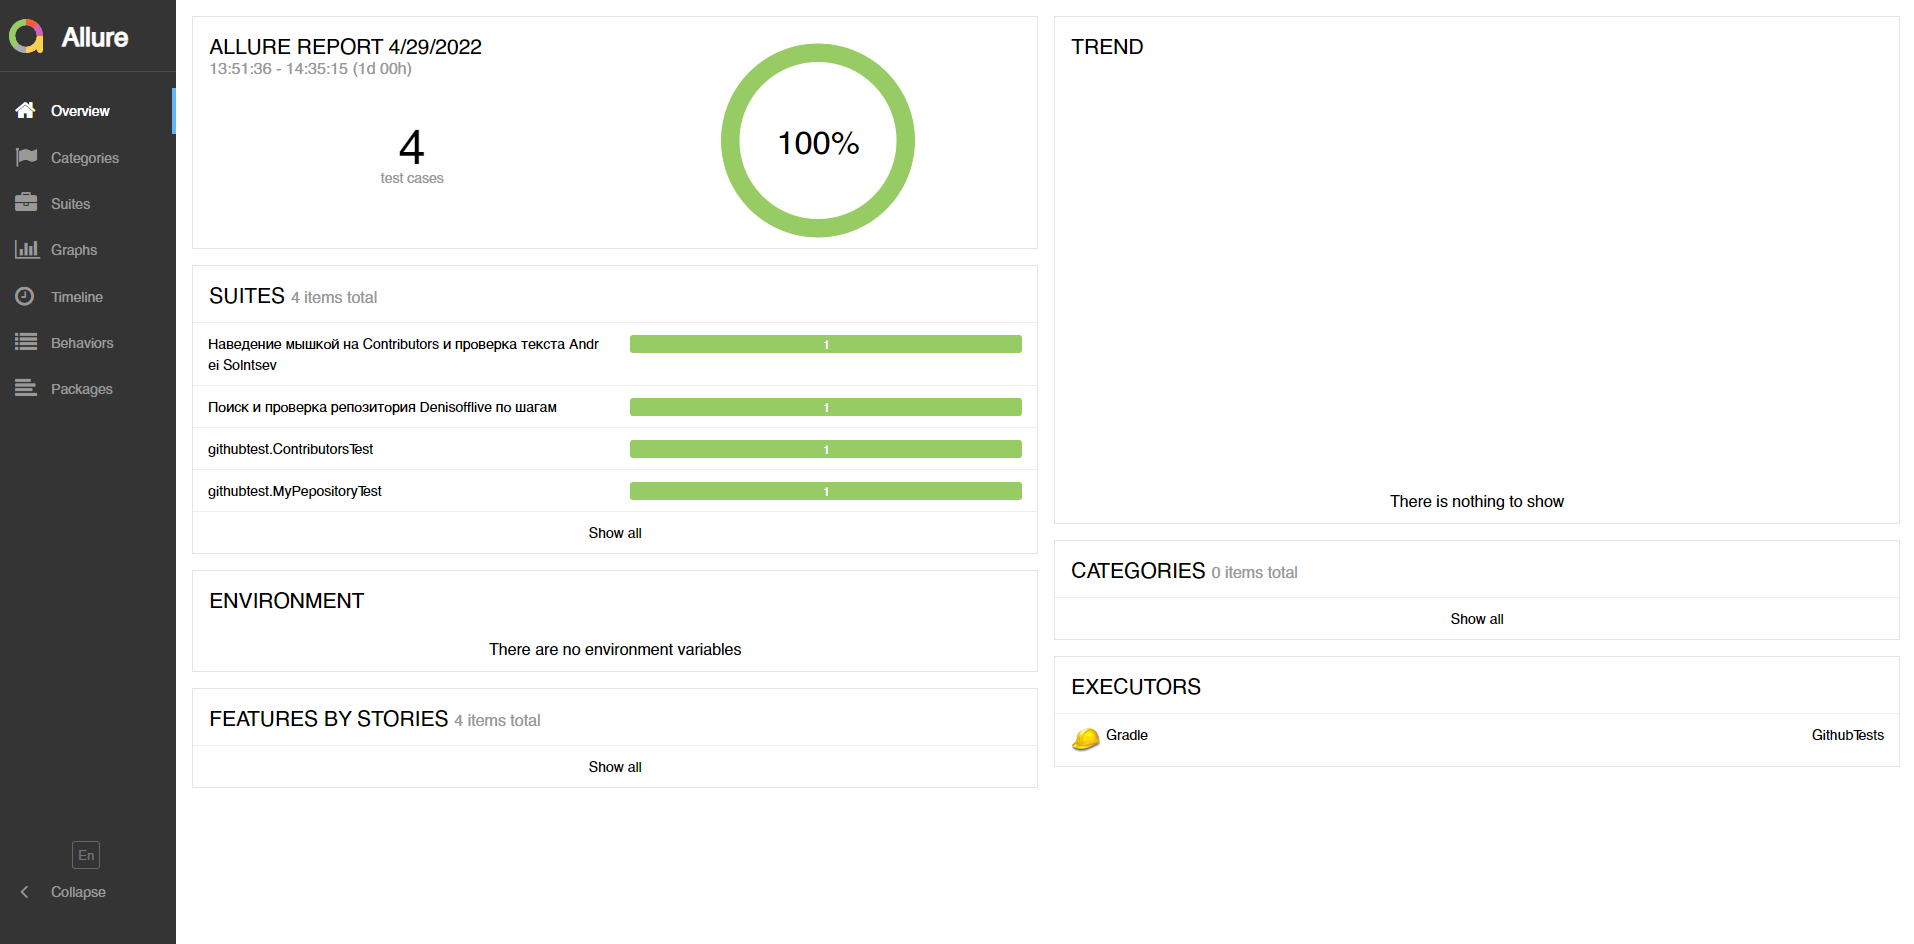 Allure
Overview
Categories
Suites
Graphs
Timeline
Behaviors
Packages
En
Collapse
ALLURE REPORT 4/29/2022
13:51:36 - 14:35:15 (1d 00h)
4
test cases
100%
SUITES 4 items total
Наведение мышкой на Contributors и проверка текста Andr
ei Solntsev
1
Поиск и проверка репозитория Denisofflive по шагам
1
githubtest.ContributorsTest
1
githubtest.MyPepositoryTest
1
Show all
ENVIRONMENT
There are no environment variables
FEATURES BY STORIES 4 items total
Show all
TREND
There is nothing to show
CATEGORIES 0 items total
Show all
EXECUTORS
Gradle
GithubTests